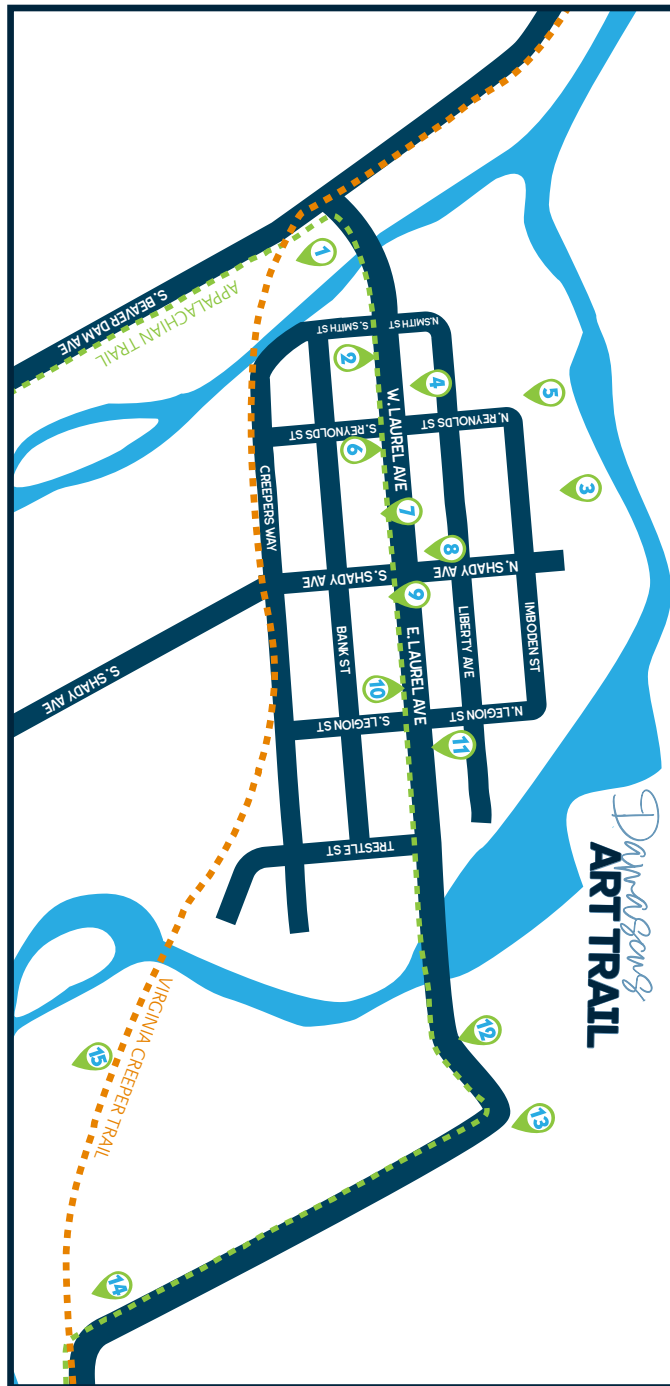 Damascus
ART TRAIL
S. BEAVER DAM AVE
APPALACHIAN TRAIL
1
N.SMITH ST
S. SMITH ST
2
4
5
W. LAUREL AVE
N. REYNOLDS ST
S. REYNOLDS ST
6
3
7
CREEPERS WAY
8
N. SHADY AVE
S. SHADY AVE
9
IMBODEN ST
LIBERTY AVE
E. LAUREL AVE
BANK ST
S. SHADY AVE
10
N. LEGION ST
S. LEGION ST
11
TRESTLE ST
12
VIRGINIA CREEPER TRAIL
15
13
14